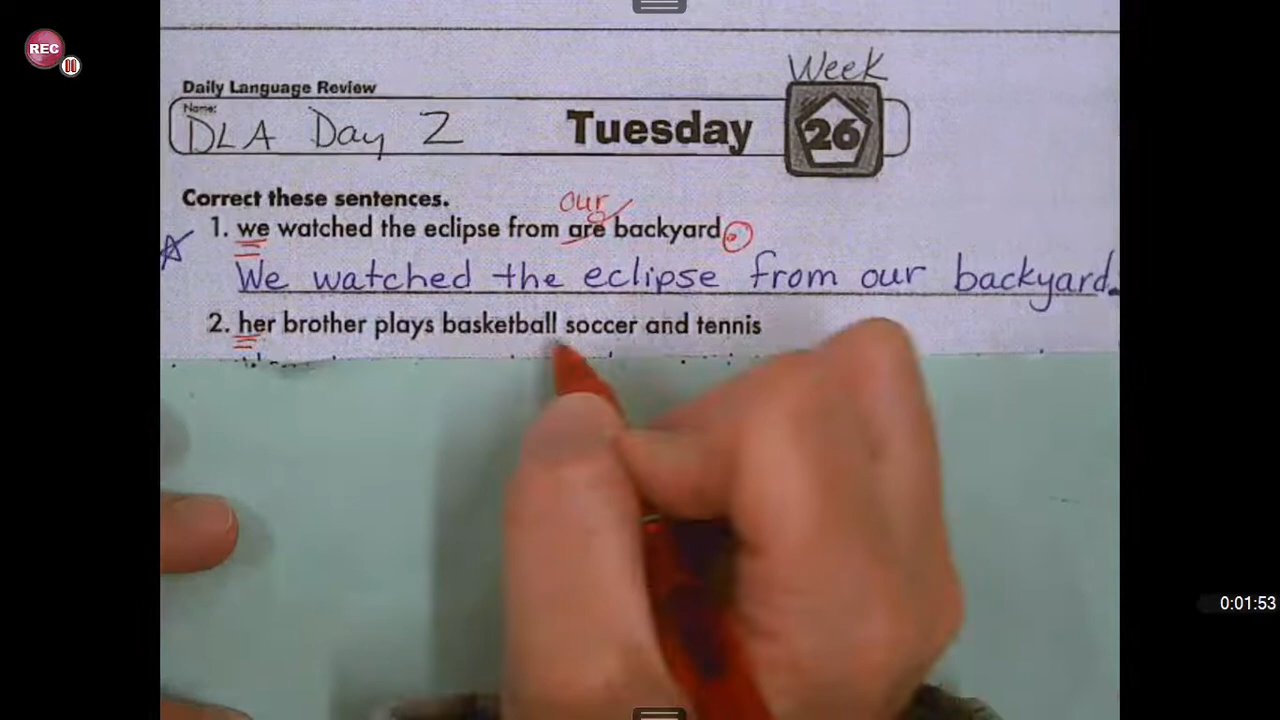 REC
Week
Daily Language Review
Name:
DLA Day 2 Tuesday 26
Correct these sentences.
our
1. we watched the eclipse from are backyard.
We watched the eclipse from our backyard.
2. her brother plays basketball soccer and tennis
0:01:53